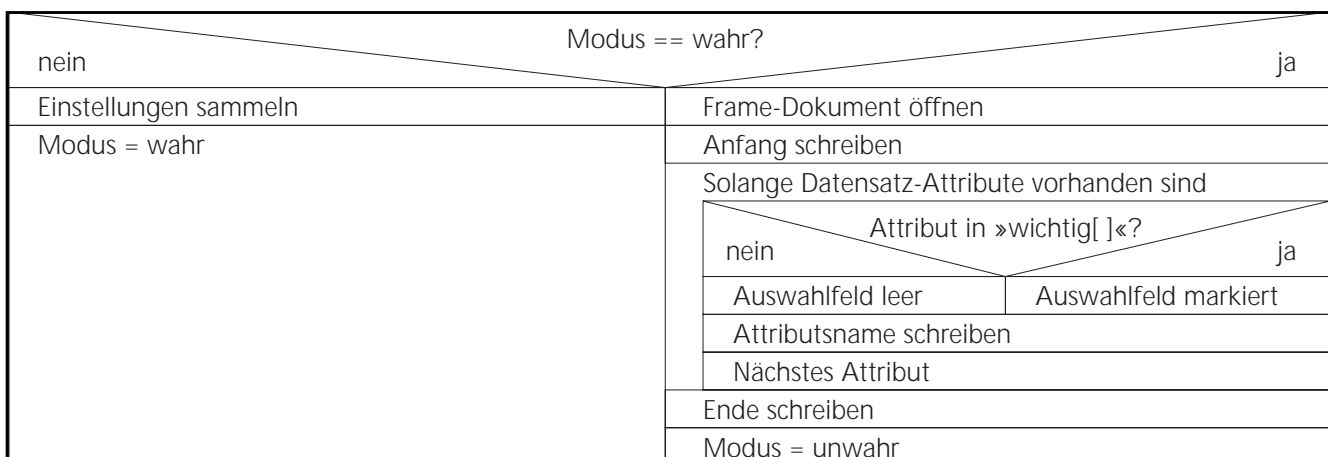 Modus == wahr?
nein
ja
Einstellungen sammeln
Modus = wahr
Frame-Dokument öffnen
Anfang schreiben
Solange Datensatz-Attribute vorhanden sind
Attribut in »wichtig[ ]«?
nein
ja
Auswahlfeld leer
Auswahlfeld markiert
Attributsname schreiben
Nächstes Attribut
Ende schreiben
Modus = unwahr